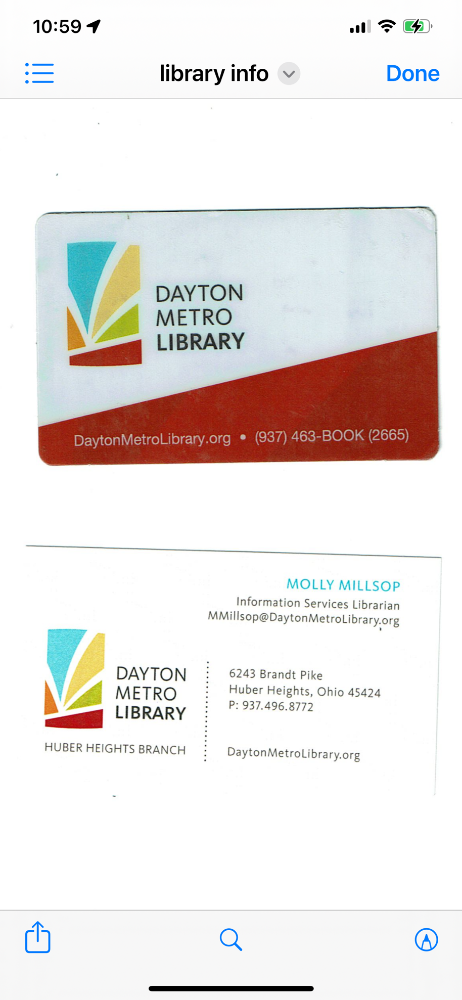 10:59
library info
Done
DAYTON
METRO
LIBRARY
DaytonMetroLibrary.org • (937) 463-BOOK (2665)
MOLLY MILLSOP
Information Services Librarian
MMillsop@DaytonMetroLibrary.org
DAYTON
METRO
LIBRARY
HUBER HEIGHTS BRANCH
6243 Brandt Pike
Huber Heights, Ohio 45424
P: 937.496.8772
DaytonMetroLibrary.org